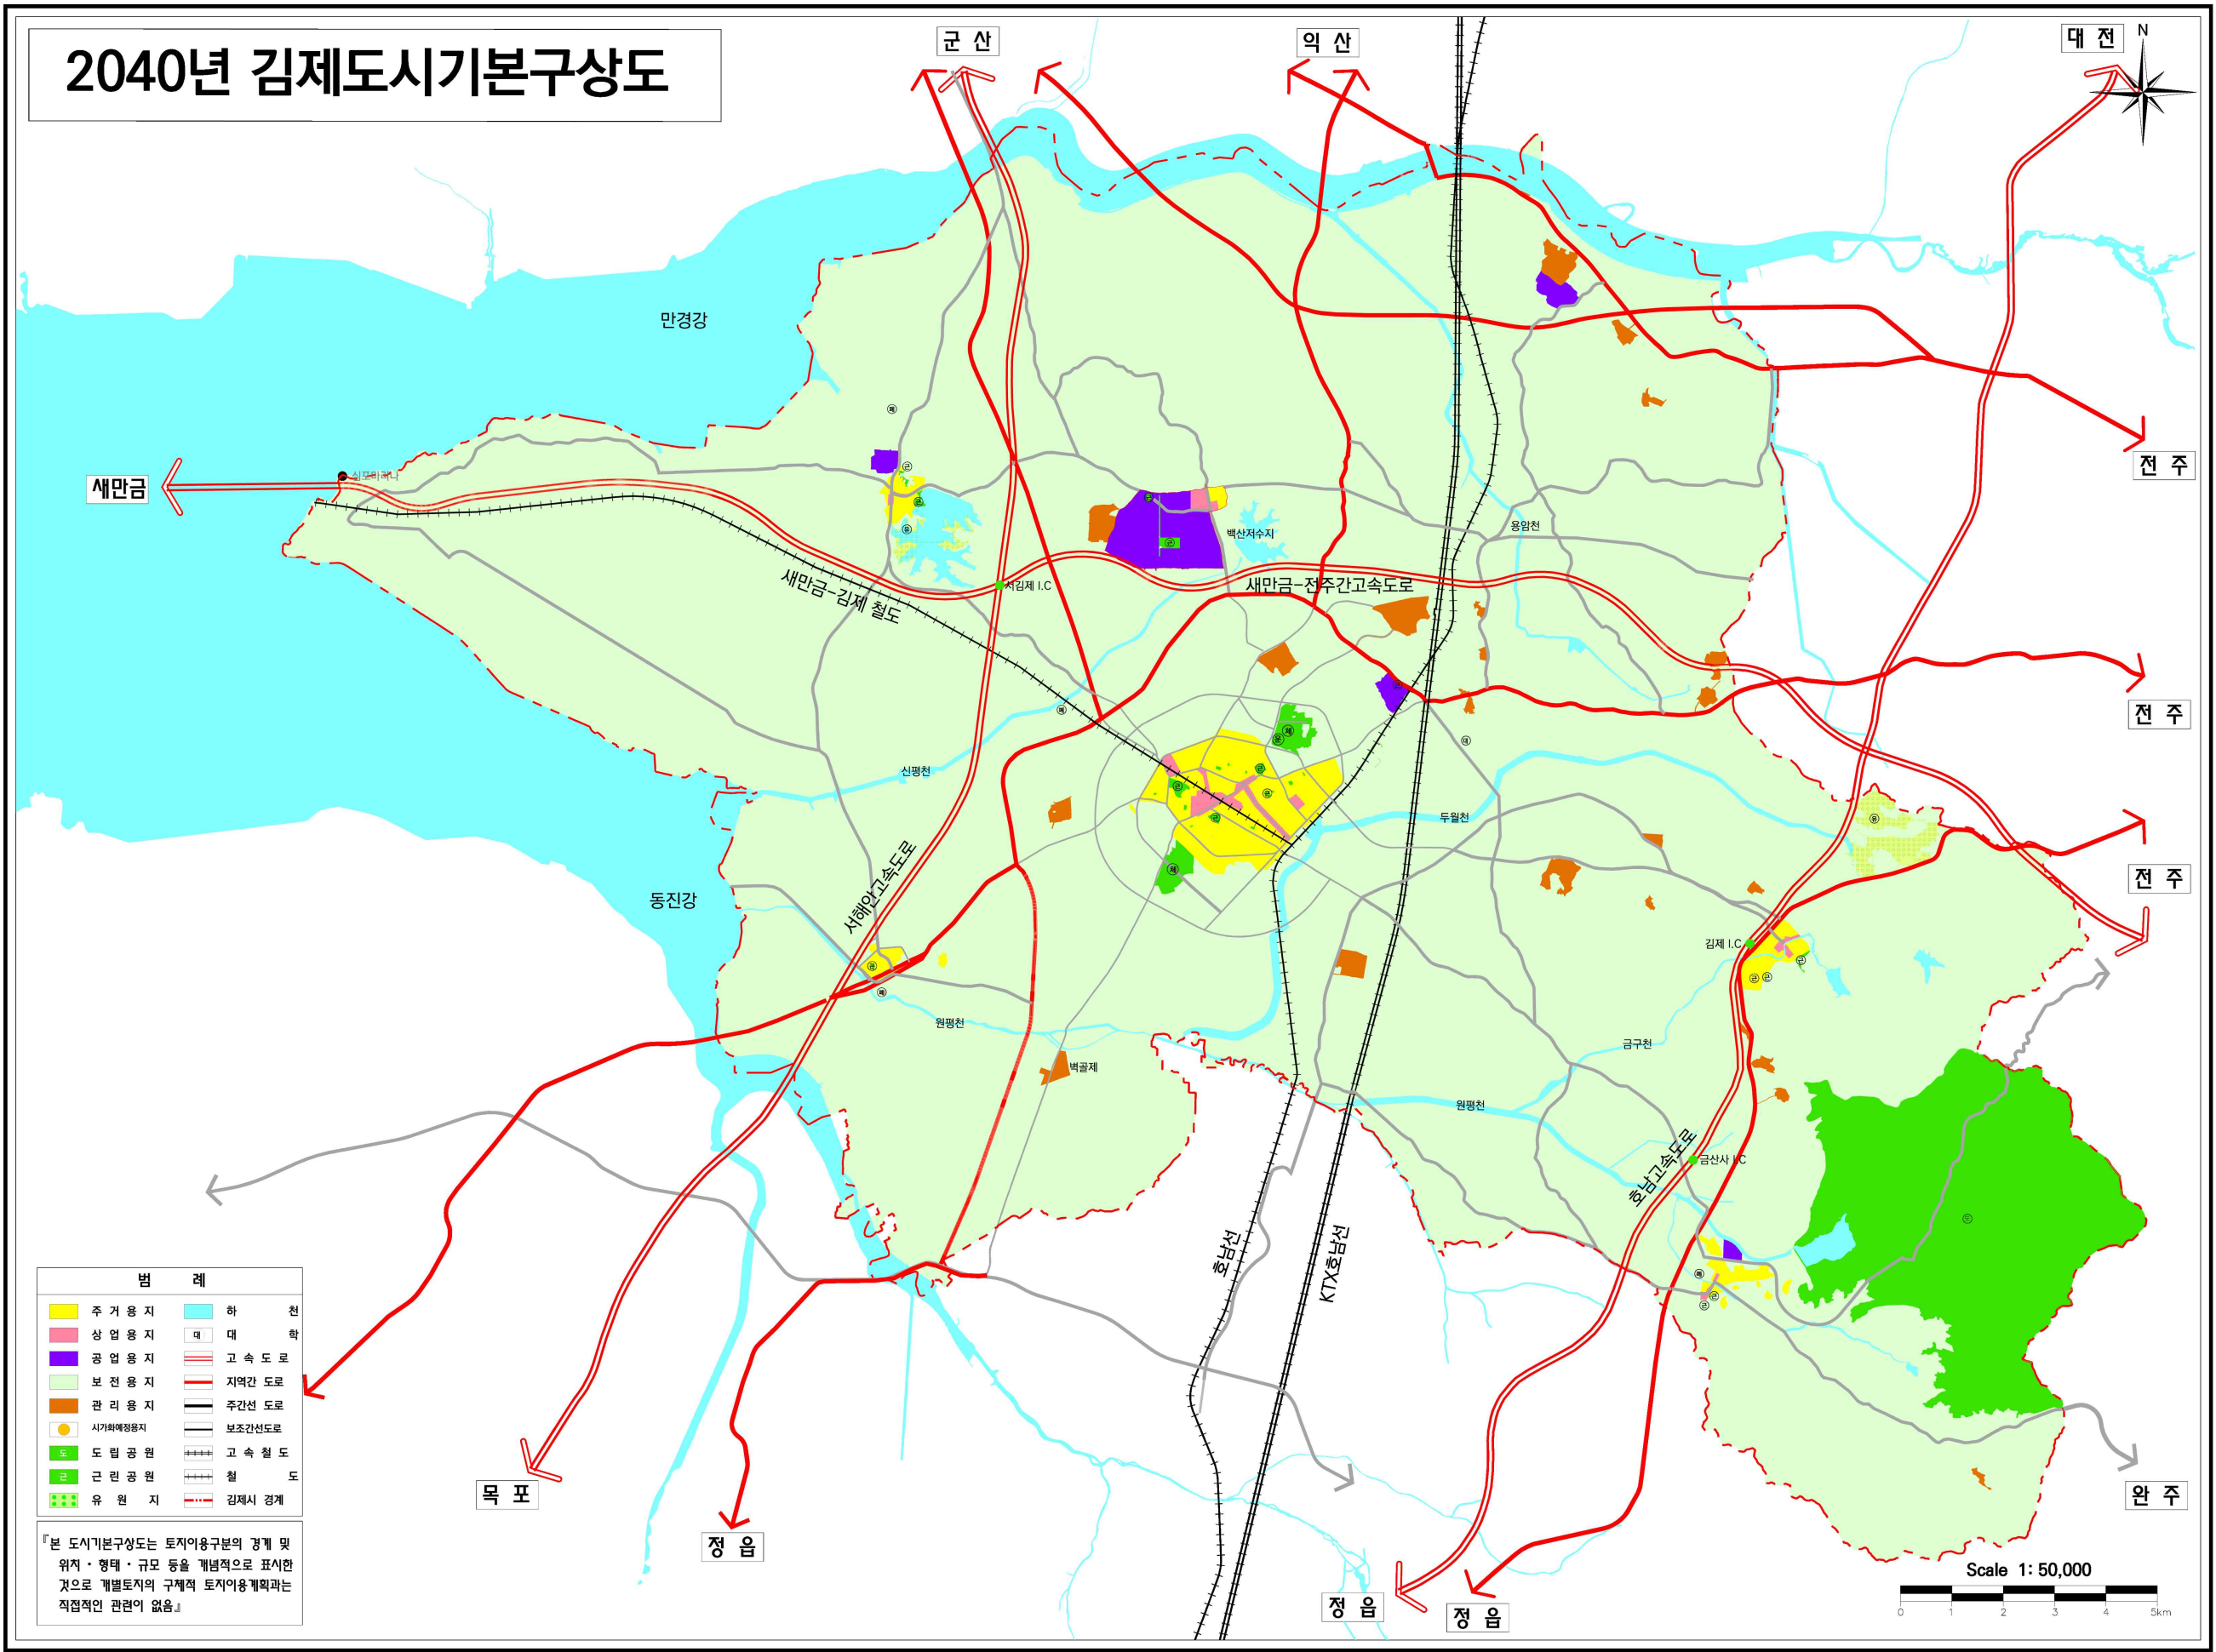 2040년 김제도시기본구상도
군 산
익 산
대 전
N
만경강
새만금
심포마리나
전 주
용암천
백산저수지
새만금-김제 철도
서김제 I.C
새만금-전주간고속도로
전 주
신평천
두월천
전 주
서해안고속도로
동진강
김제 I.C
원평천
벽골제
금구천
원평천
호남고속도로
금산사 I.C
호남선
KTX호남선
목 포
정 읍
정 읍
정 읍
완 주
범 례
주 거 용 지
하 천
상 업 용 지
대
대 학
공 업 용 지
고 속 도 로
보 전 용 지
지역간 도로
관 리 용 지
주간선 도로
시가화예정용지
보조간선도로
도
도 립 공 원
고 속 철 도
근
근 린 공 원
철 도
유 원 지
김제시 경계
『본 도시기본구상도는 토지이용구분의 경계 및
위치・형태・규모 등을 개념적으로 표시한
것으로 개별토지의 구체적 토지이용계획과는
직접적인 관련이 없음』
Scale 1: 50,000
0 1 2 3 4 5km